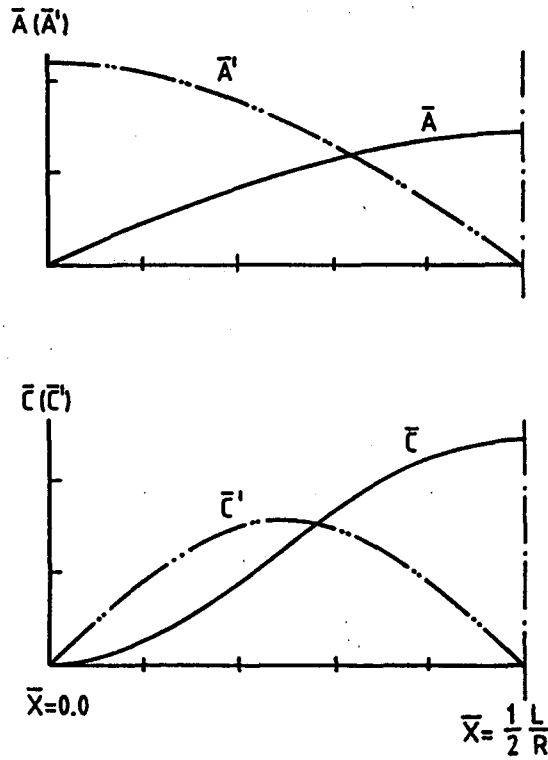 A̅ (A̅')
A̅'
A̅
C̅ (C̅')
C̅
C̅'
X̅=0.0
X̅= 1/2 L/R